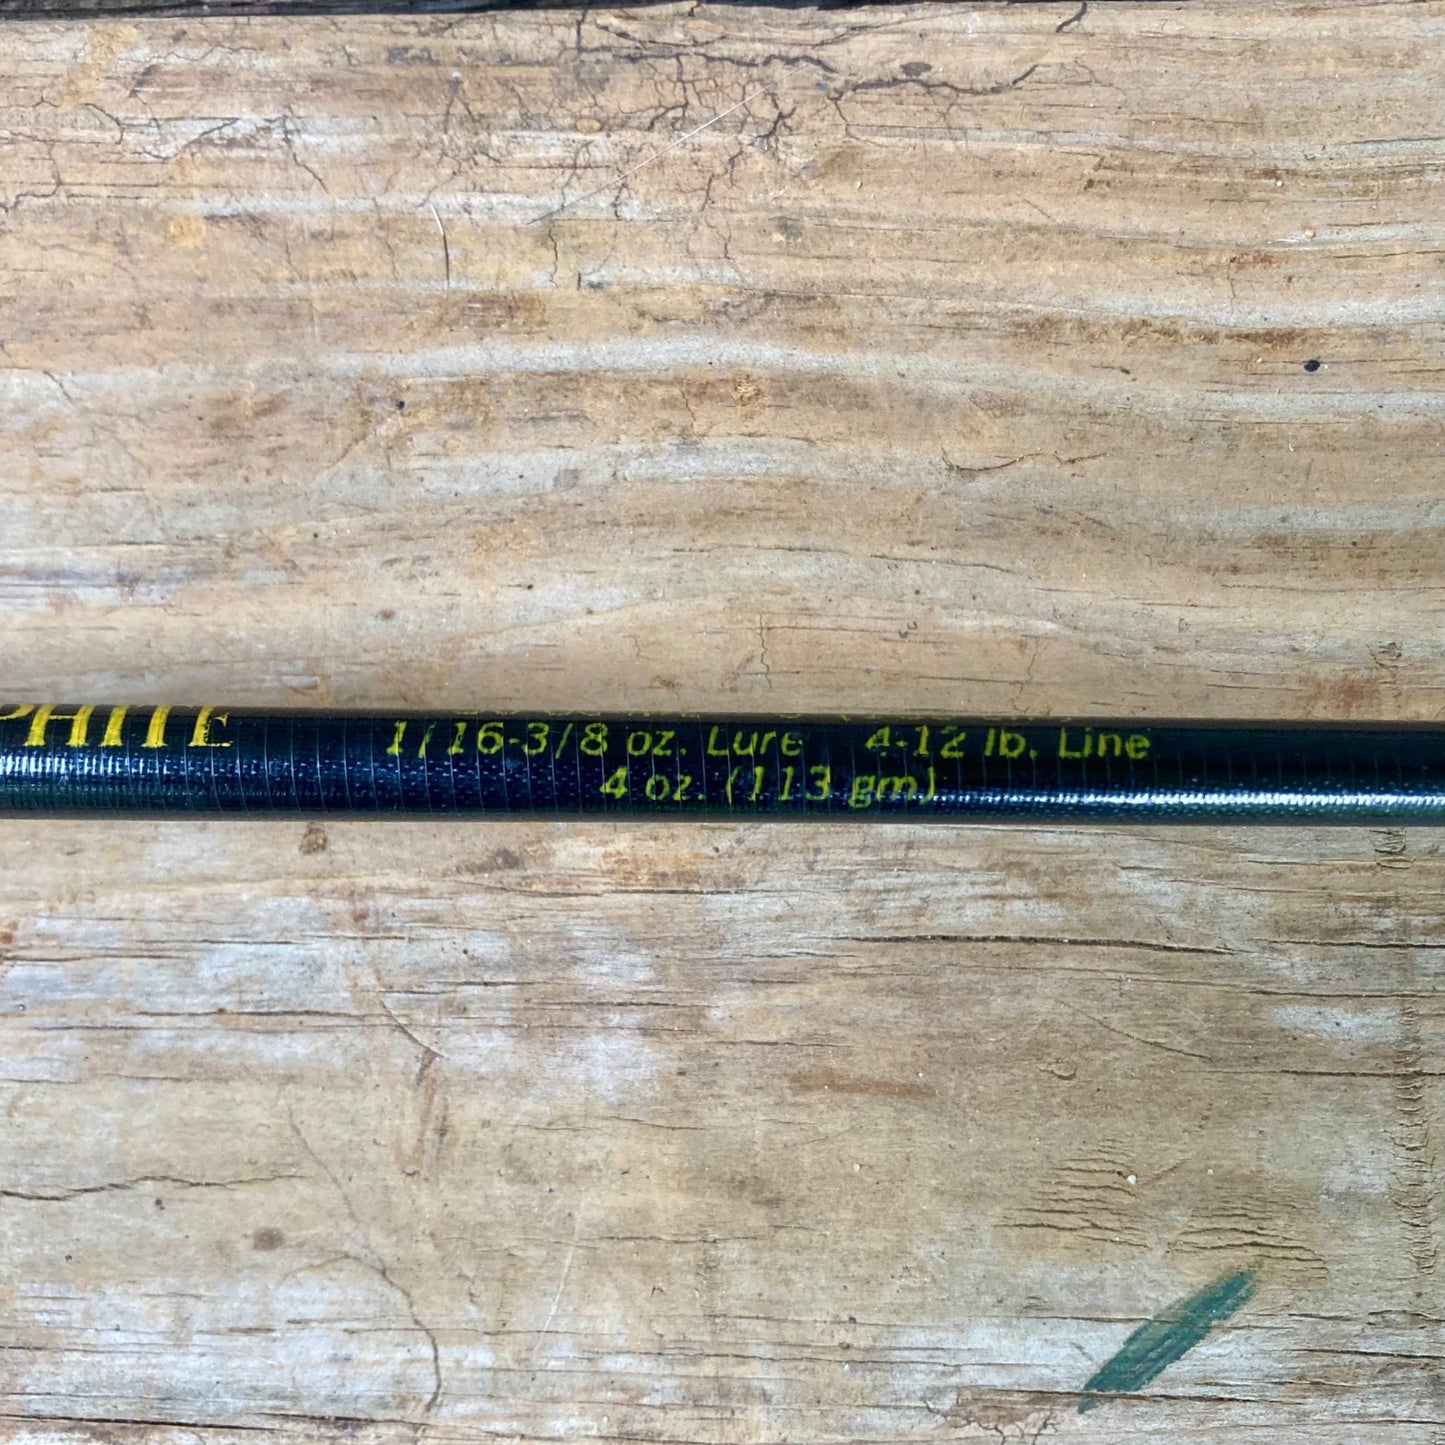 PHITE
1/16-3/8 oz. Lure 4-12 lb. Line
4 oz. (113 gm)